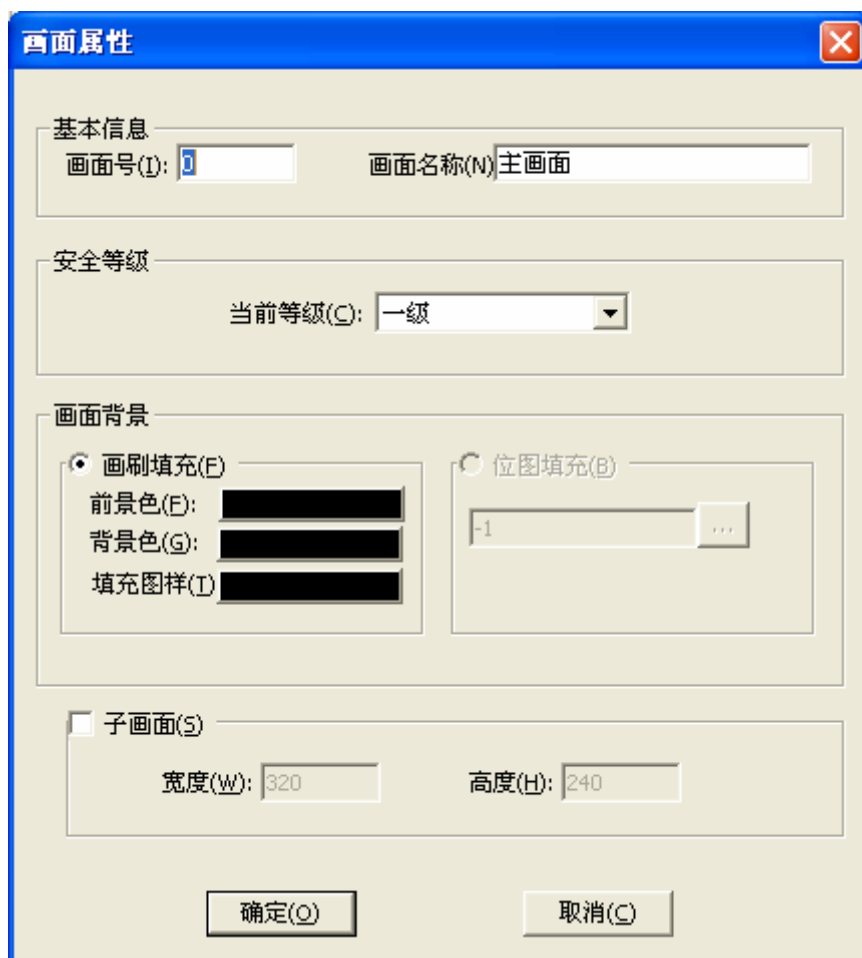 画面属性
基本信息
画面号(I): 0 画面名称(N) 主画面
安全等级
当前等级(C): 一级
画面背景
画刷填充(F) 位图填充(B)
前景色(F):
-1 ...
背景色(G):
填充图样(T)
子画面(S)
宽度(W): 320 高度(H): 240
确定(O) 取消(C)